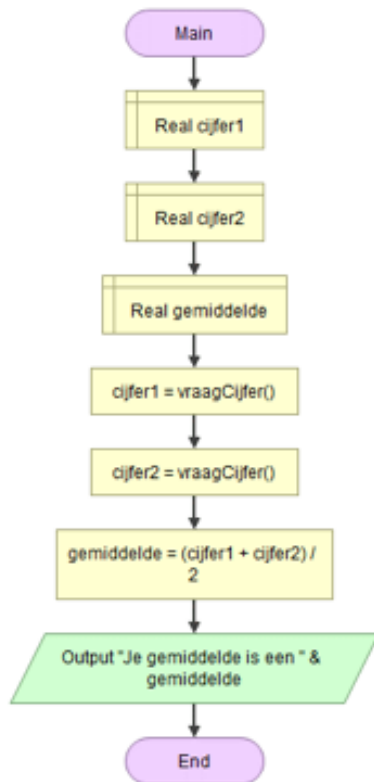 Main
Real cijfer1
Real cijfer2
Real gemiddelde
cijfer1 = vraagCijfer()
cijfer2 = vraagCijfer()
gemiddelde = (cijfer1 + cijfer2) /
2
Output "Je gemiddelde is een " &
gemiddelde
End